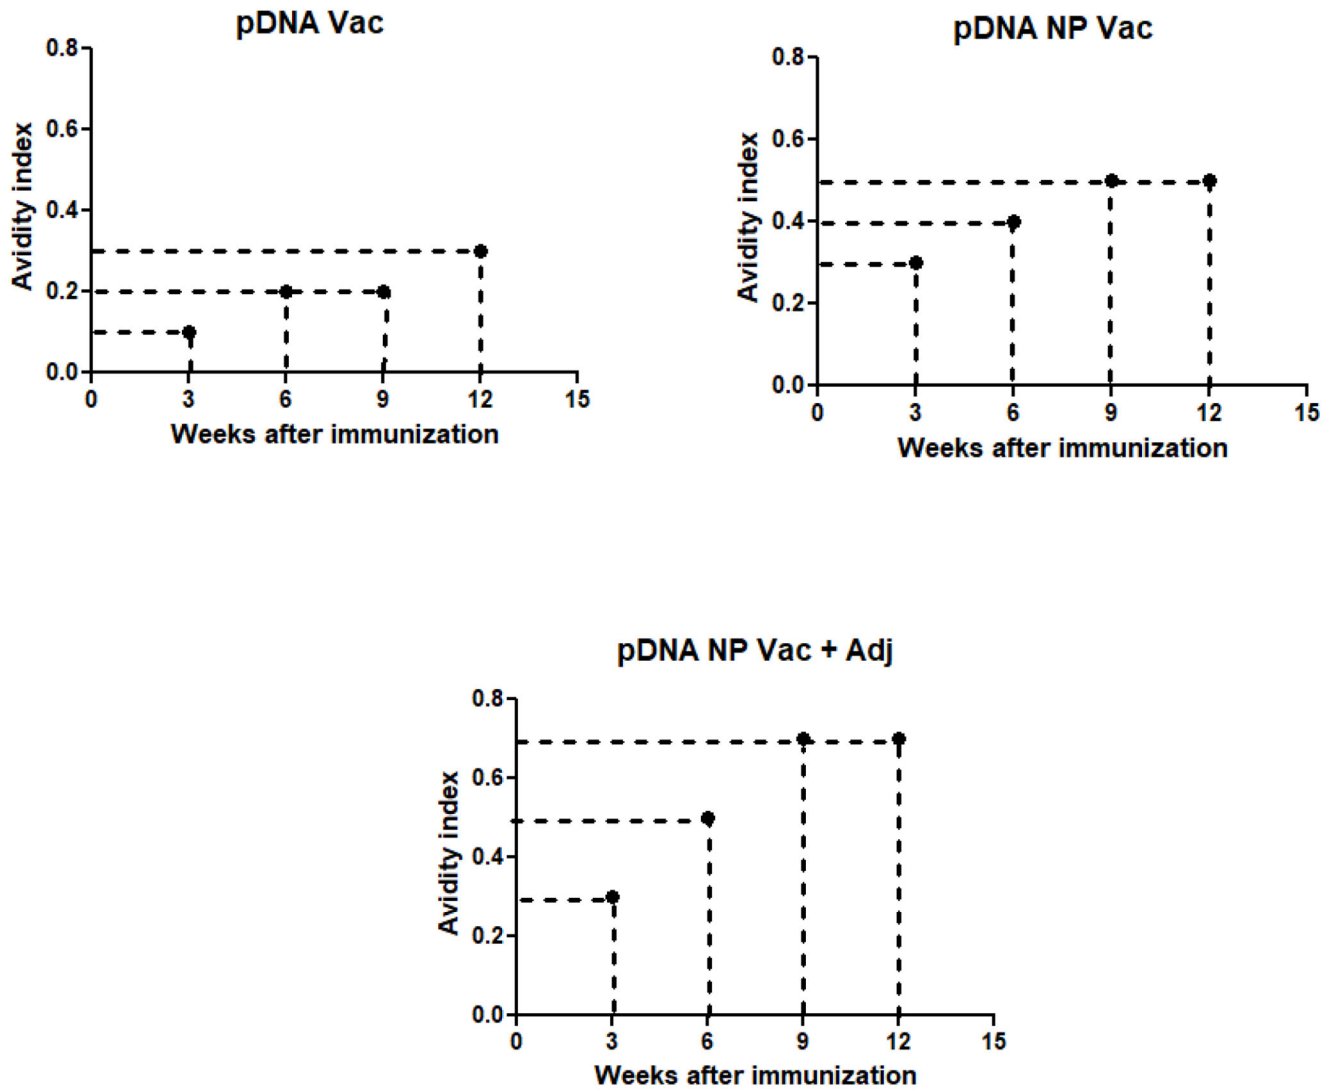 pDNA Vac
Avidity index
0.8
0.6
0.4
0.2
0.0
0 3 6 9 12 15
Weeks after immunization
pDNA NP Vac
Avidity index
0.8
0.6
0.4
0.2
0.0
0 3 6 9 12 15
Weeks after immunization
pDNA NP Vac + Adj
Avidity index
0.8
0.6
0.4
0.2
0.0
0 3 6 9 12 15
Weeks after immunization